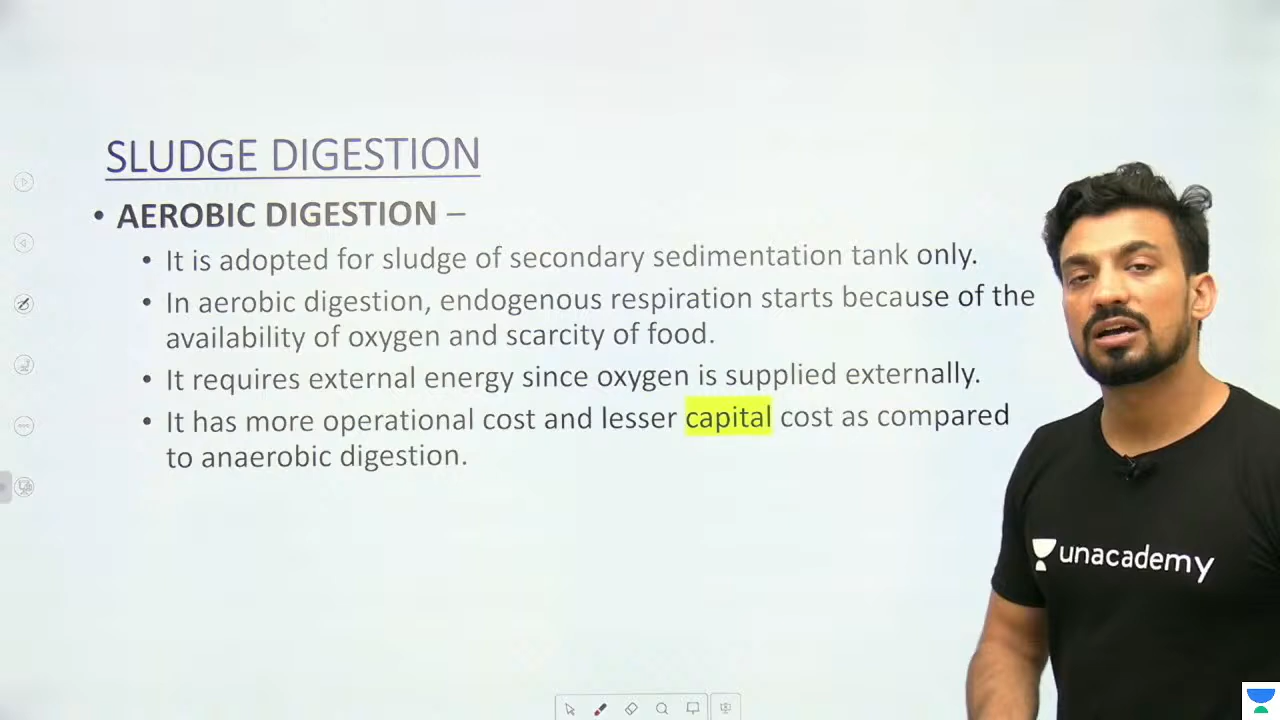 SLUDGE DIGESTION
• AEROBIC DIGESTION –
• It is adopted for sludge of secondary sedimentation tank only.
• In aerobic digestion, endogenous respiration starts because of the
availability of oxygen and scarcity of food.
• It requires external energy since oxygen is supplied externally.
• It has more operational cost and lesser capital cost as compared
to anaerobic digestion.
unacademy